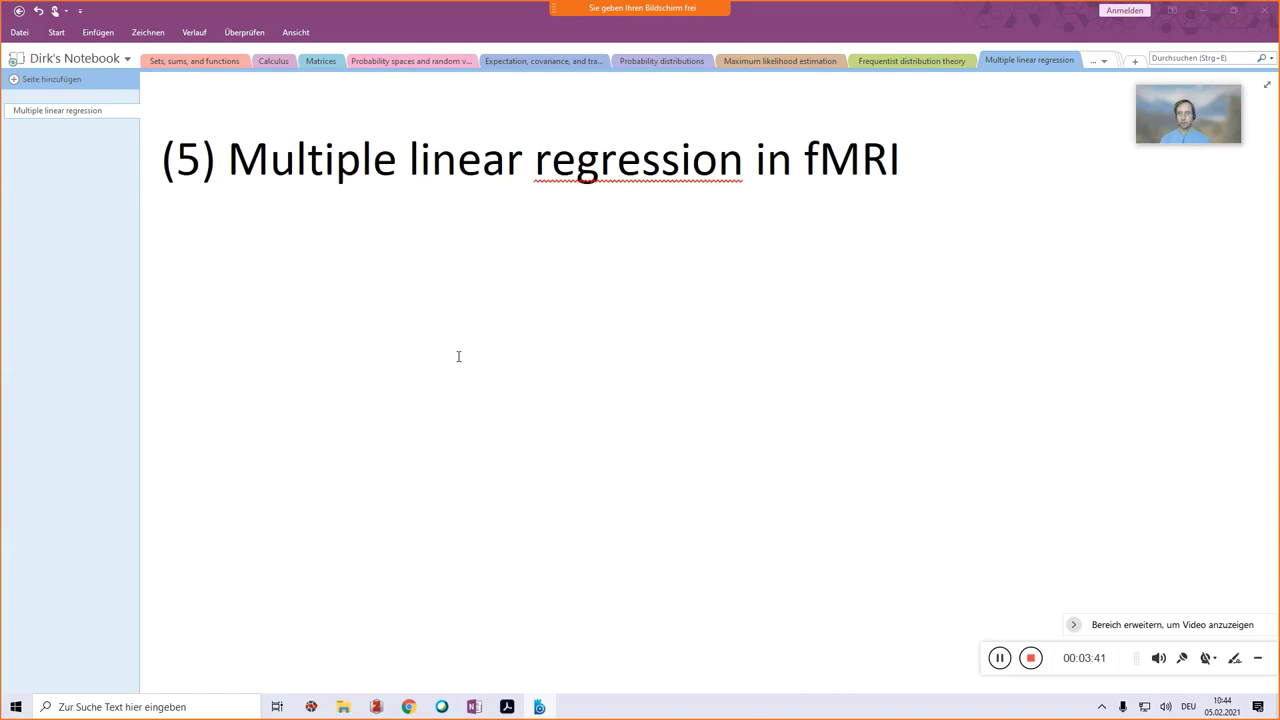 Sie geben Ihren Bildschirm frei
Anmelden
Datei Start Einfügen Zeichnen Verlauf Überprüfen Ansicht
Dirk's Notebook
Sets, sums, and functions Calculus Matrices Probability spaces and random v... Expectation, covariance, and tra... Probability distributions Maximum likelihood estimation Frequentist distribution theory Multiple linear regression ... + Durchsuchen (Strg+E)
Seite hinzufügen
Multiple linear regression
(5) Multiple linear regression in fMRI
Bereich erweitern, um Video anzuzeigen
00:03:41
Zur Suche Text hier eingeben
DEU
10:44
05.02.2021